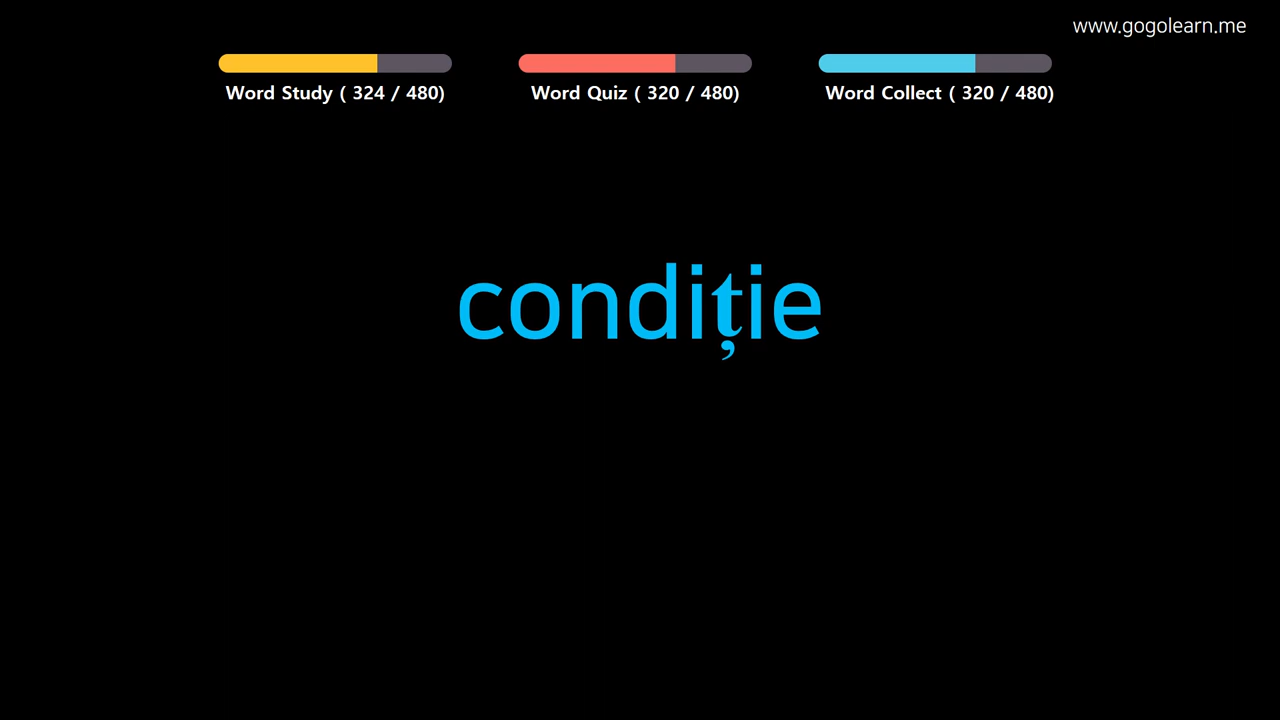 www.gogolearn.me
Word Study ( 324 / 480)
Word Quiz ( 320 / 480)
Word Collect ( 320 / 480)
condiție